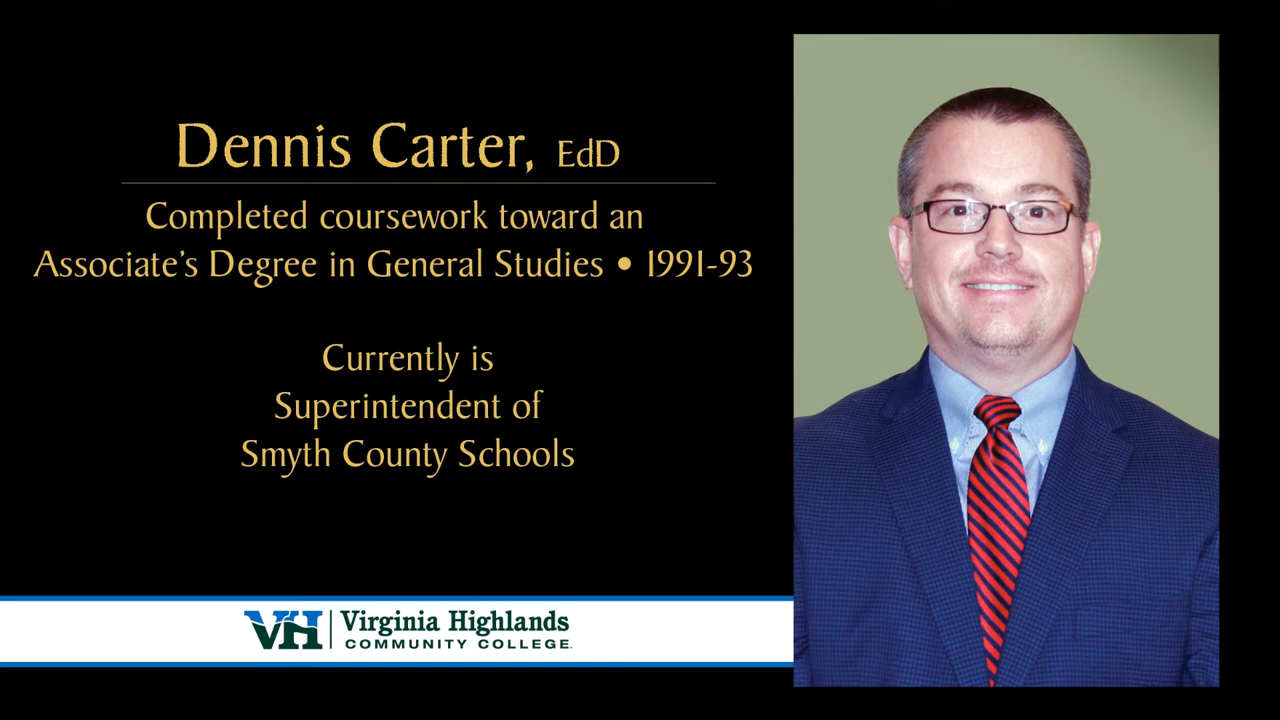 Dennis Carter, EdD
Completed coursework toward an
Associate's Degree in General Studies • 1991-93
Currently is
Superintendent of
Smyth County Schools
VH Virginia Highlands
COMMUNITY COLLEGE